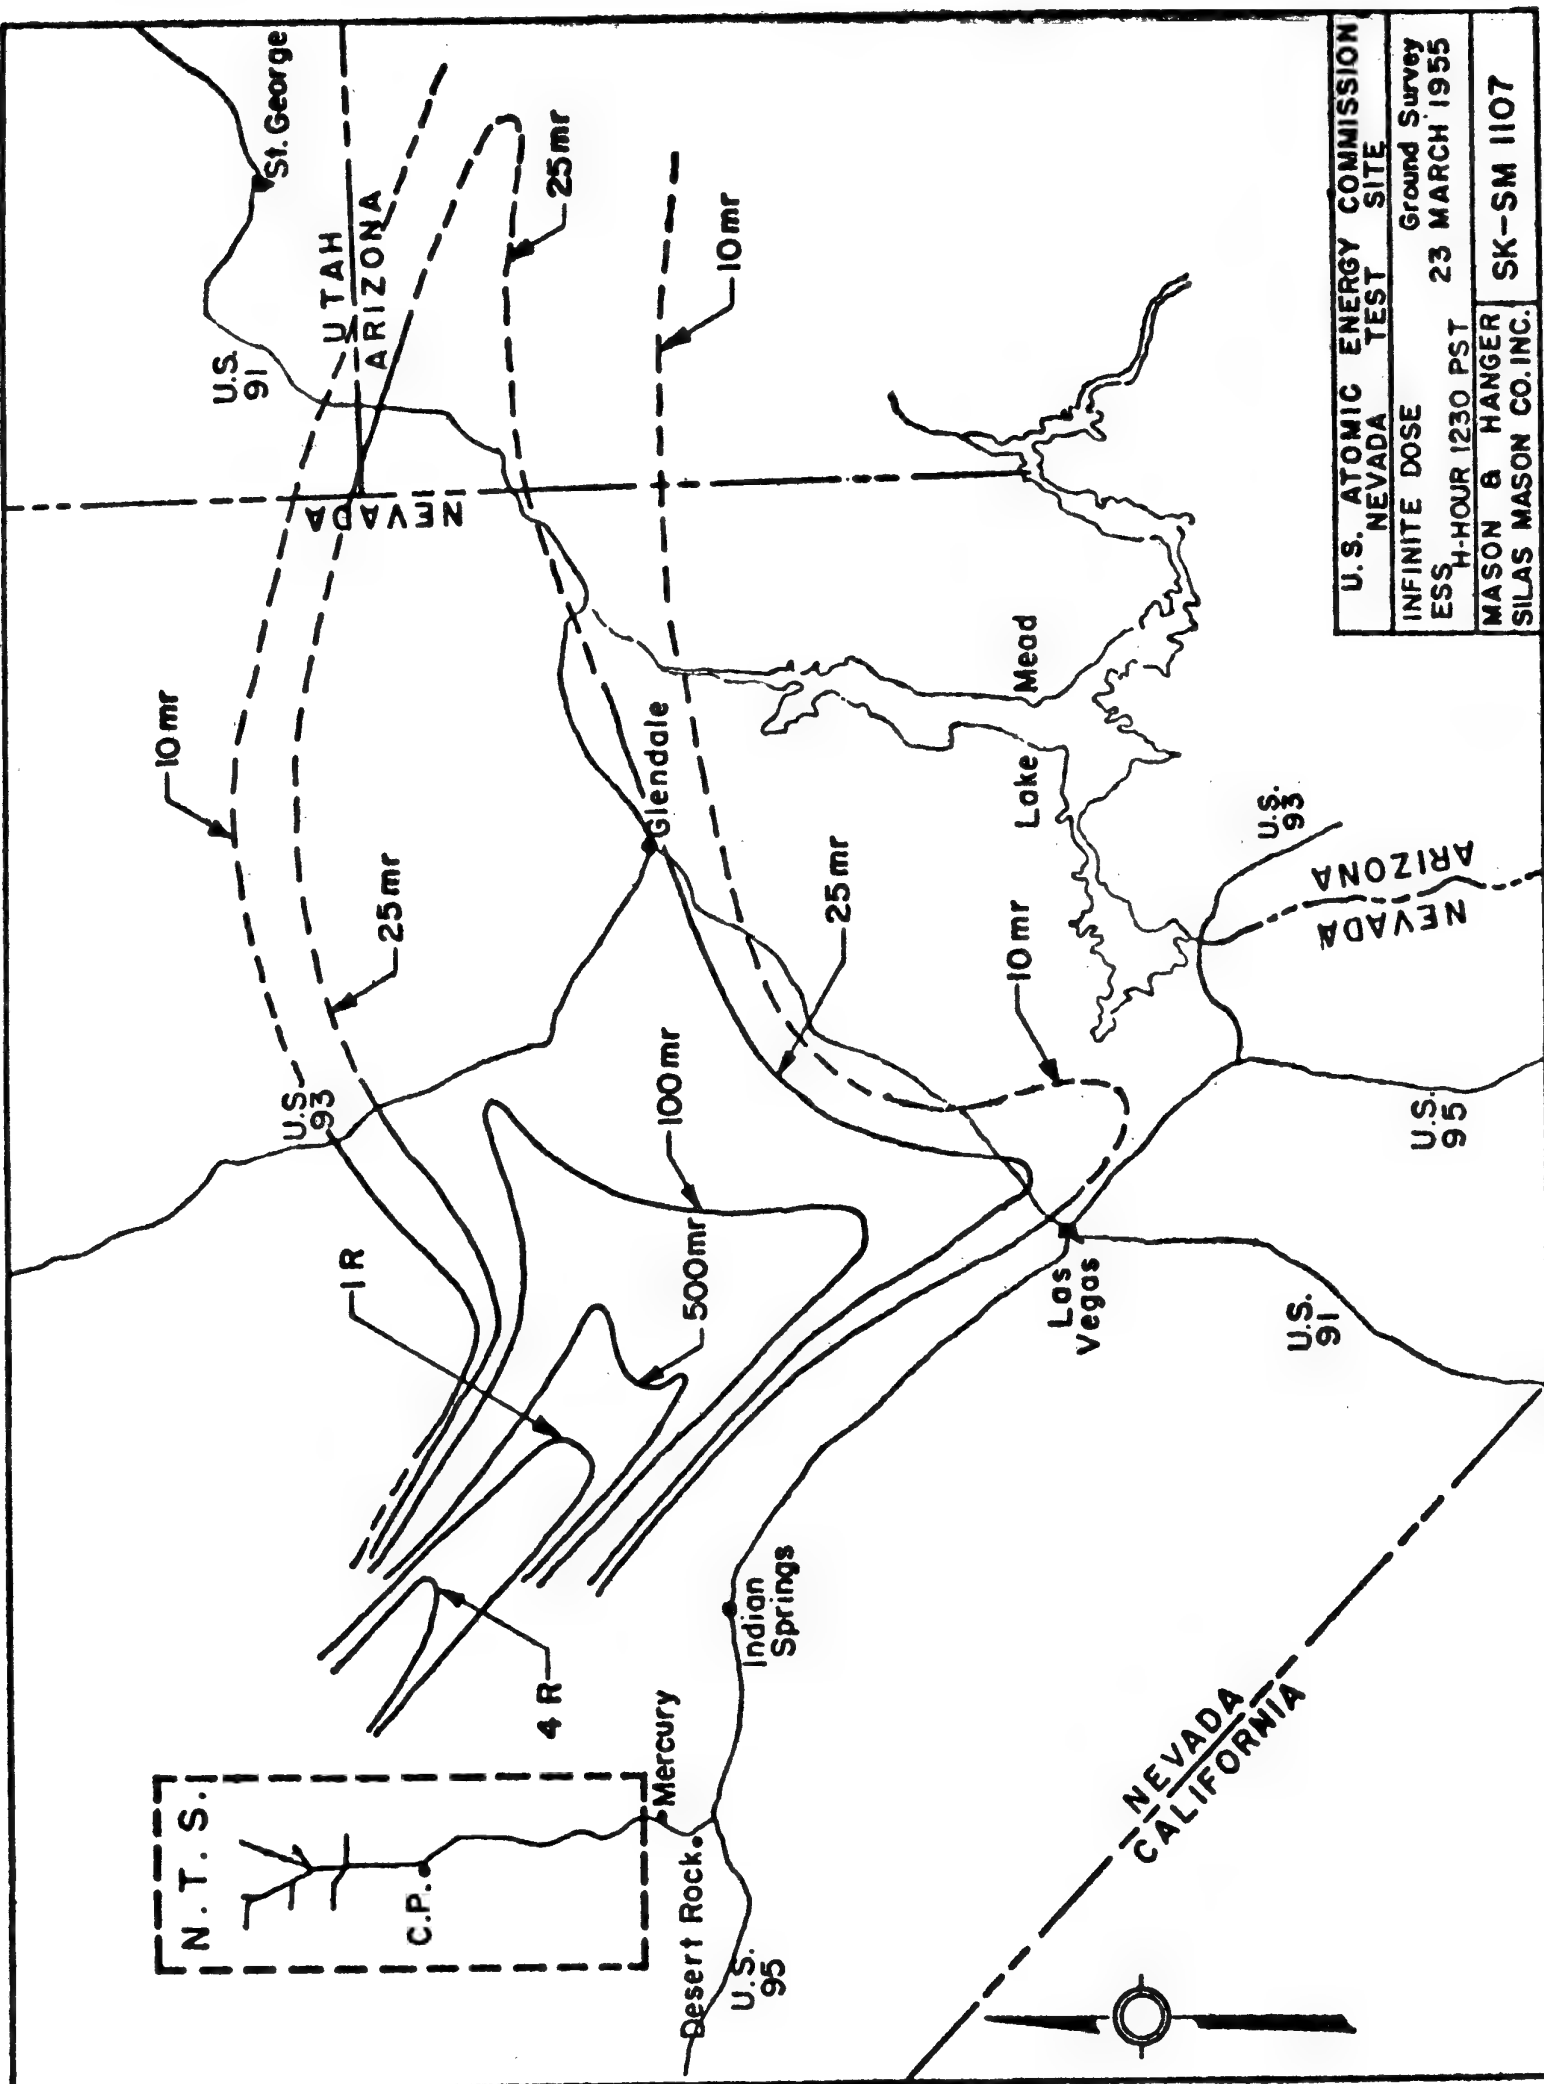 N. T. S.
C.P.
Mercury
Desert Rock
U.S.
95
Indian
Springs
4 R
1 R
500mr
100mr
25mr
10mr
U.S.
93
25mr
10mr
10mr
25mr
Glendale
U.S.
91
St. George
UTAH
ARIZONA
NEVADA
25mr
10mr
Lake Mead
Las
Vegas
U.S.
91
U.S.
95
U.S.
93
NEVADA
ARIZONA
NEVADA
CALIFORNIA
U.S. ATOMIC ENERGY COMMISSION
NEVADA TEST SITE
INFINITE DOSE Ground Survey
ESS 23 MARCH 1955
H-HOUR 1230 PST
MASON & HANGER
SILAS MASON CO. INC.
SK-SM 1107